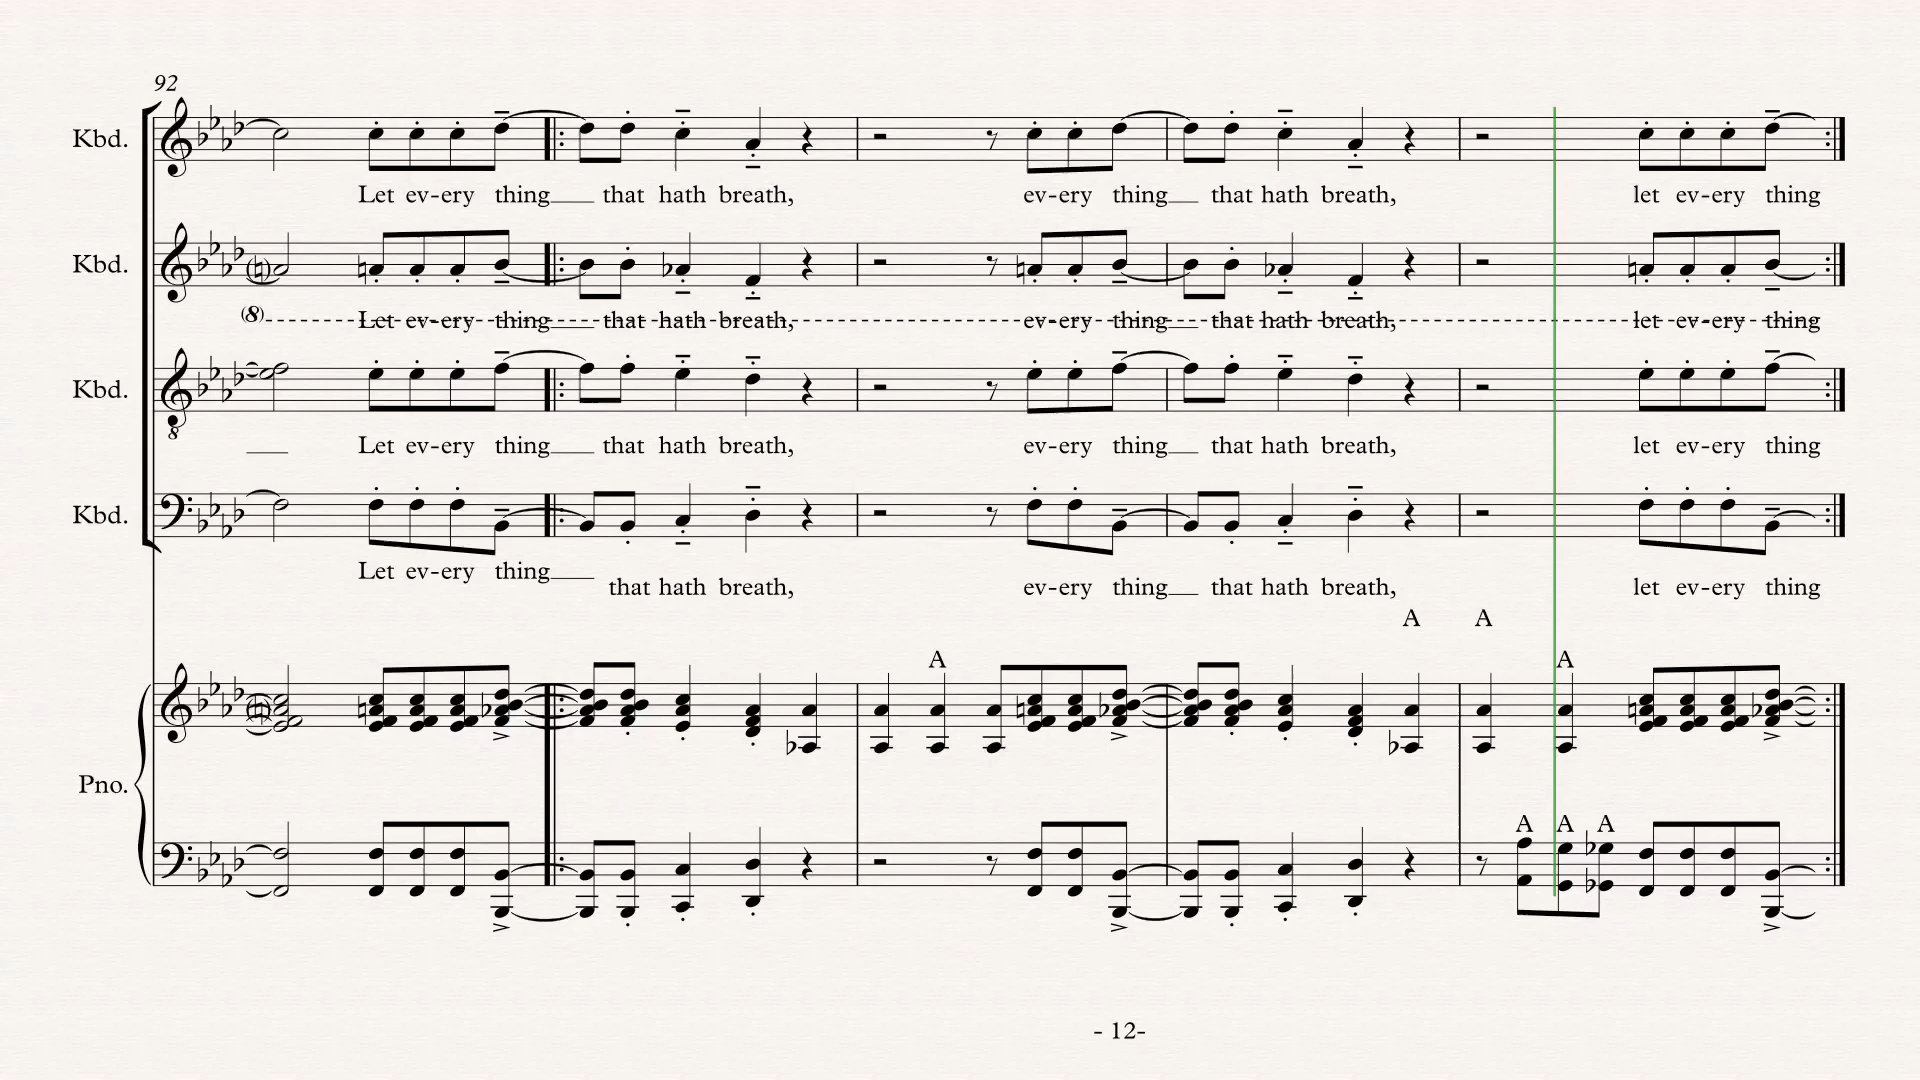 92
Kbd.
Let ev-ery thing that hath breath, ev-ery thing that hath breath, let ev-ery thing
Kbd.
(8) Let ev-ery thing that hath breath, ev-ery thing that hath breath, let ev-ery thing
Kbd.
8
Let ev-ery thing that hath breath, ev-ery thing that hath breath, let ev-ery thing
Kbd.
Let ev-ery thing
that hath breath, ev-ery thing that hath breath, let ev-ery thing
A A
A A
Pno.
A A A
- 12-